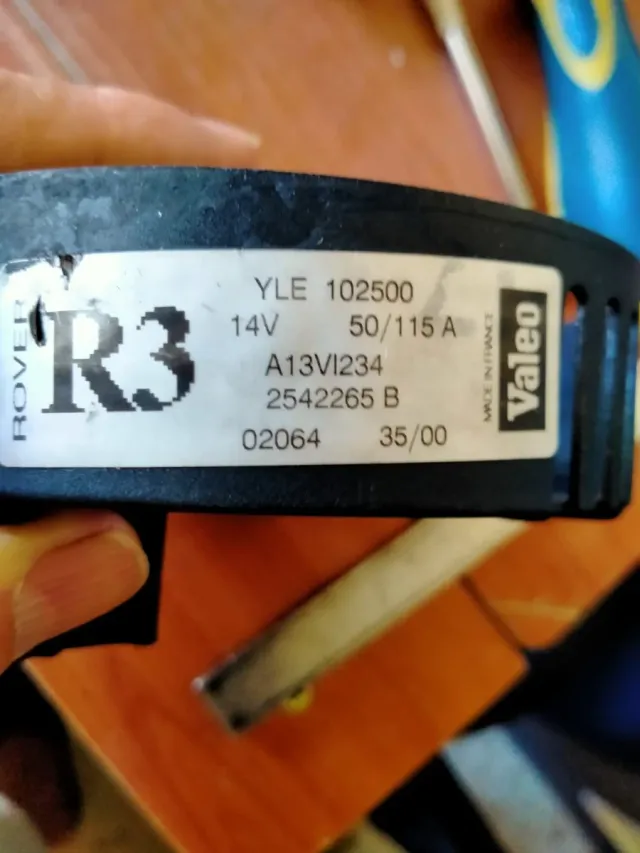 ROVER
R3
YLE 102500
14V 50/115 A
A13VI234
2542265 B
02064 35/00
MADE IN FRANCE
Valeo